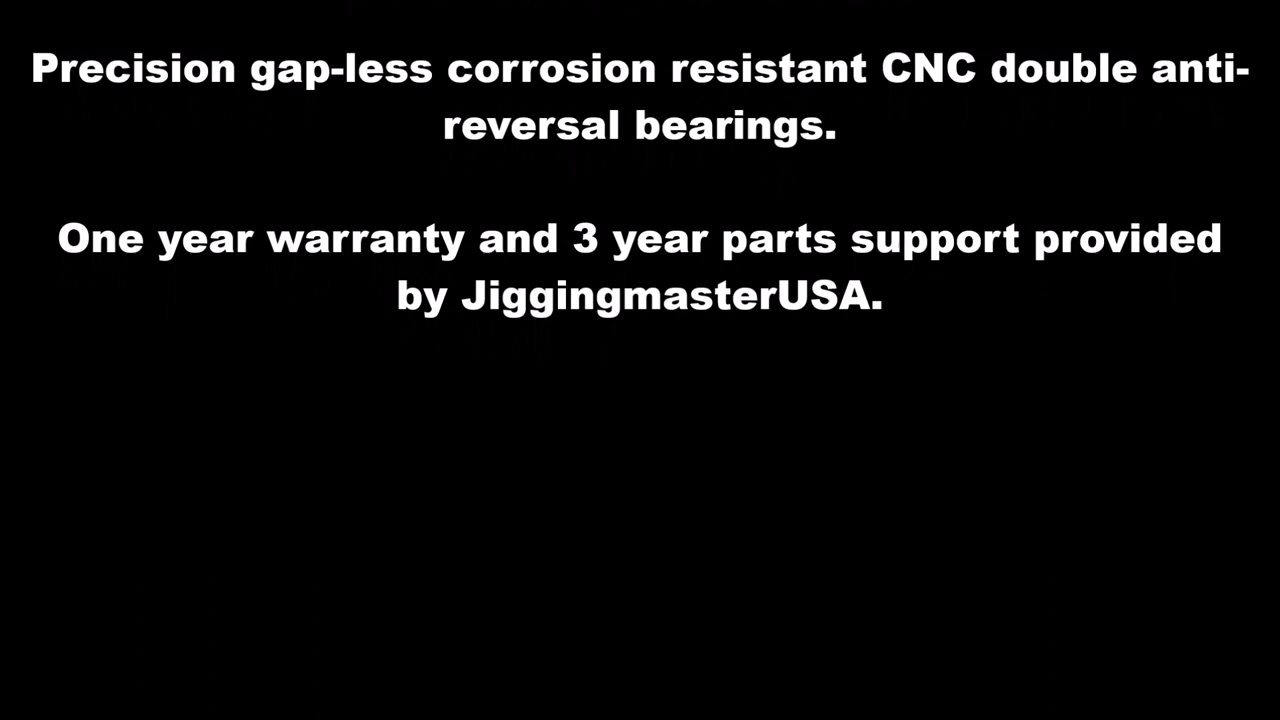 Precision gap-less corrosion resistant CNC double anti-
reversal bearings.
One year warranty and 3 year parts support provided
by JiggingmasterUSA.